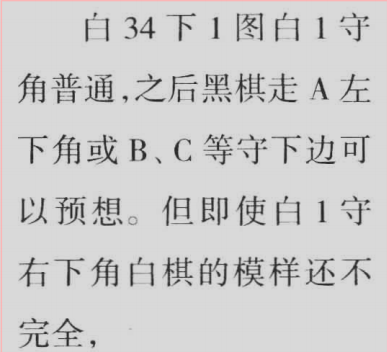 白 34 下 1 图白 1 守
角普通,之后黑棋走 A 左
下角或 B、C 等守下边可
以预想。但即使白 1 守
右下角白棋的模样还不
完全,